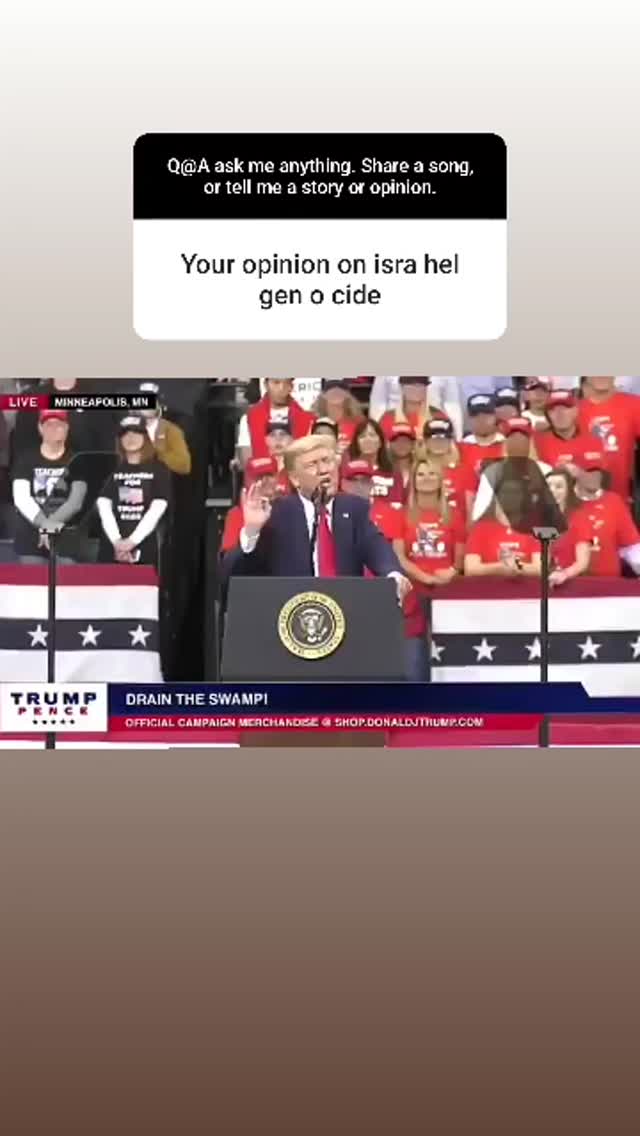 Q@A ask me anything. Share a song,
or tell me a story or opinion.
Your opinion on isra hel
gen o cide
LIVE MINNEAPOLIS, MN
TRUMP
PENCE
DRAIN THE SWAMP!
OFFICIAL CAMPAIGN MERCHANDISE @ SHOP.DONALDJTRUMP.COM